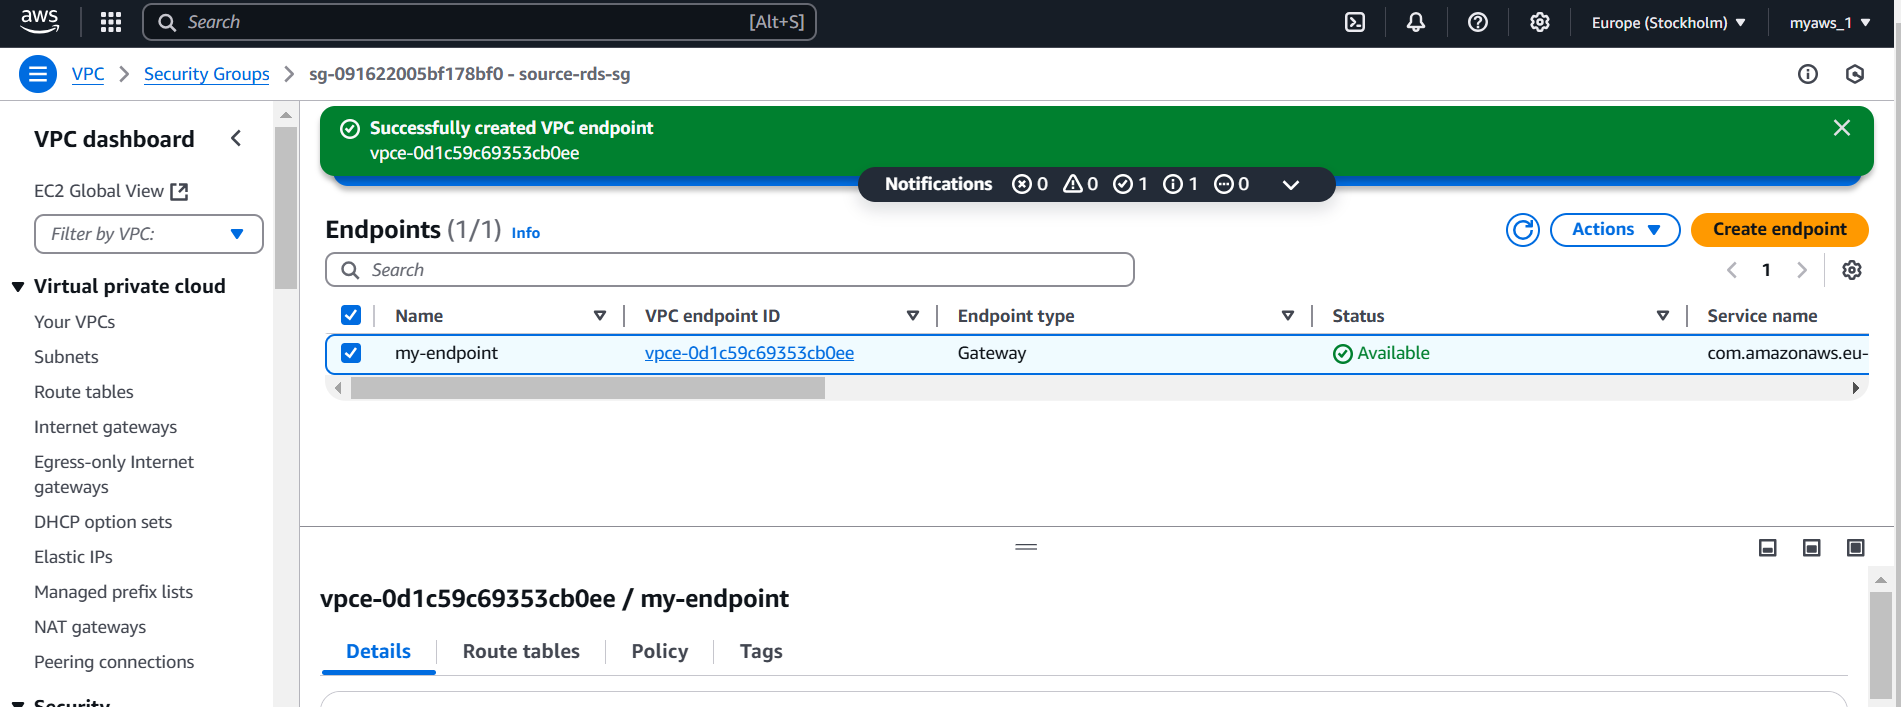 aws
Search
[Alt+S]
Europe (Stockholm)
myaws_1
VPC
Security Groups
sg-091622005bf178bf0 - source-rds-sg
VPC dashboard
EC2 Global View
Filter by VPC:
Virtual private cloud
Your VPCs
Subnets
Route tables
Internet gateways
Egress-only Internet
gateways
DHCP option sets
Elastic IPs
Managed prefix lists
NAT gateways
Peering connections
Security
Successfully created VPC endpoint
vpce-0d1c59c69353cb0ee
Notifications 0 0 1 1 0
Endpoints (1/1) Info
Actions
Create endpoint
Search
1
Name VPC endpoint ID Endpoint type Status Service name
my-endpoint vpce-0d1c59c69353cb0ee Gateway Available com.amazonaws.eu-
vpce-0d1c59c69353cb0ee / my-endpoint
Details Route tables Policy Tags